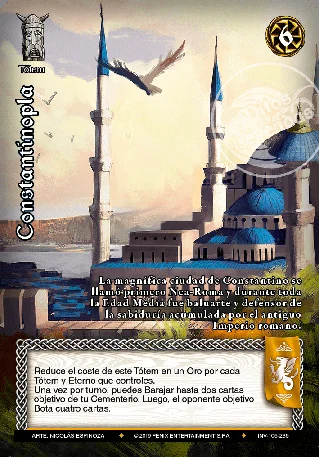 Tótem
6
Constantinopla
La magnífica ciudad de Constantino se
llamó primero Nea Roma y durante toda
la Edad Media fue baluarte y defensor de
la sabiduría acumulada por el antiguo
Imperio romano.
Reduce el coste de este Tótem en un Oro por cada
Tótem y Eterno que controles.
Una vez por turno, puedes Barajar hasta dos cartas
objetivo de tu Cementerio. Luego, el oponente objetivo
Bota cuatro cartas.
ARTE: NICOLÁS ESPINOZA
©2019 FENIX ENTERTAINMENT SPA